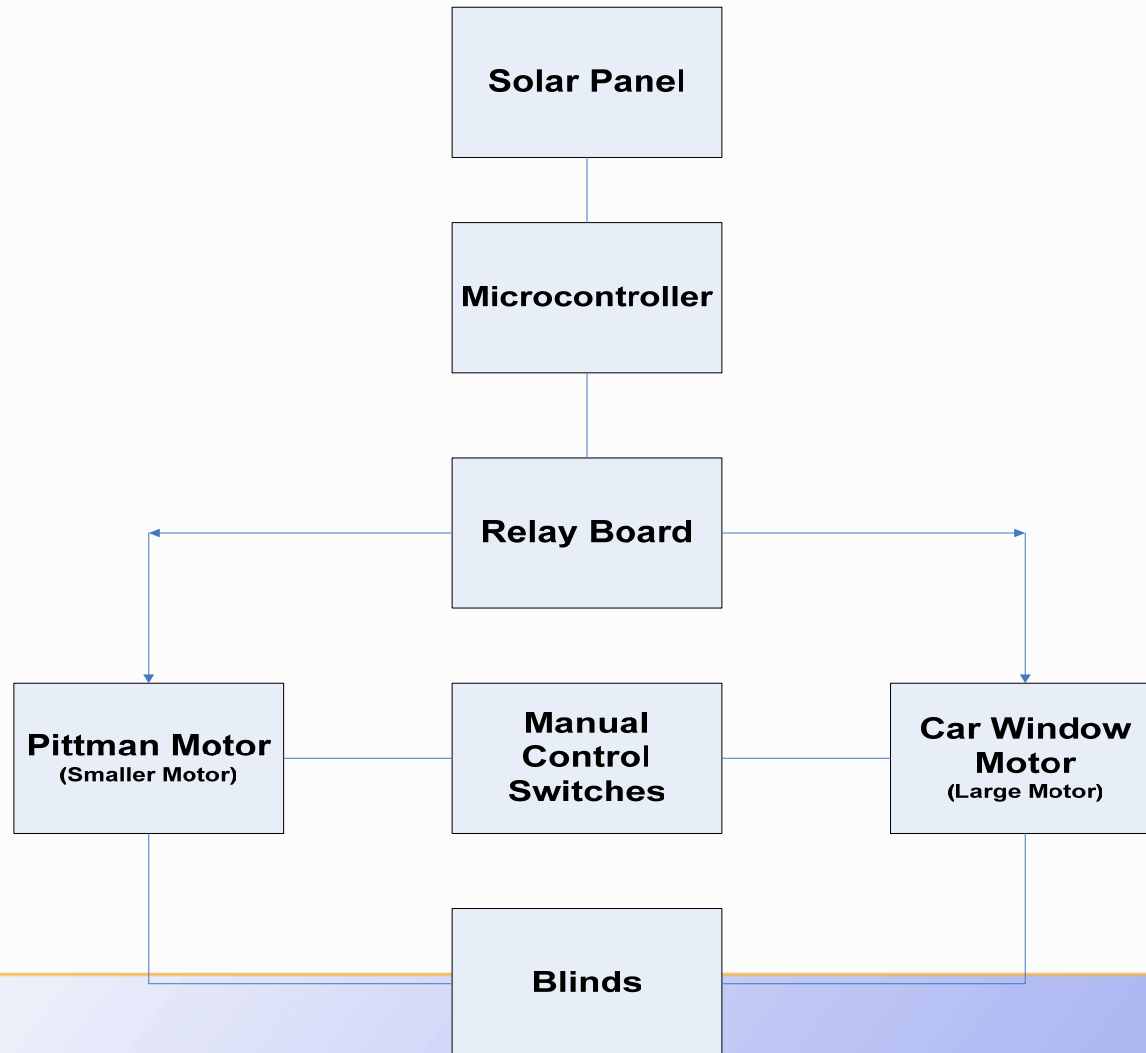 Solar Panel
Microcontroller
Relay Board
Pittman Motor
(Smaller Motor)
Manual
Control
Switches
Car Window
Motor
(Large Motor)
Blinds